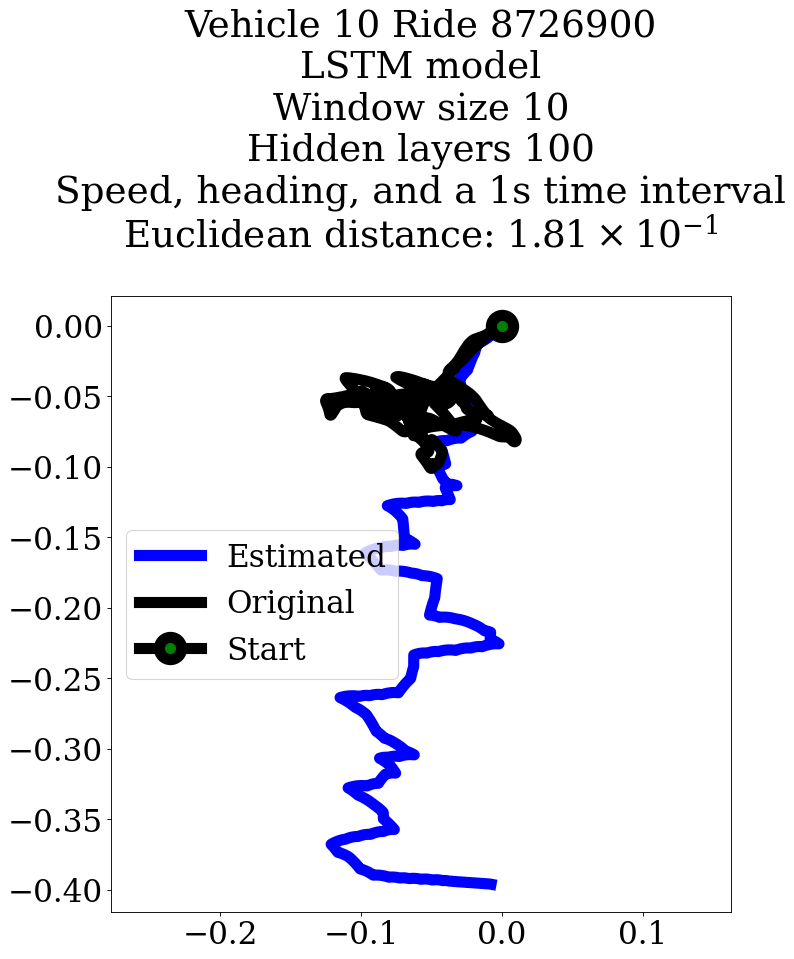 Vehicle 10 Ride 8726900
LSTM model
Window size 10
Hidden layers 100
Speed, heading, and a 1s time interval
Euclidean distance: 1.81 × 10⁻¹
0.00
−0.05
−0.10
−0.15
−0.20
−0.25
−0.30
−0.35
−0.40
Estimated
Original
Start
−0.2 −0.1 0.0 0.1